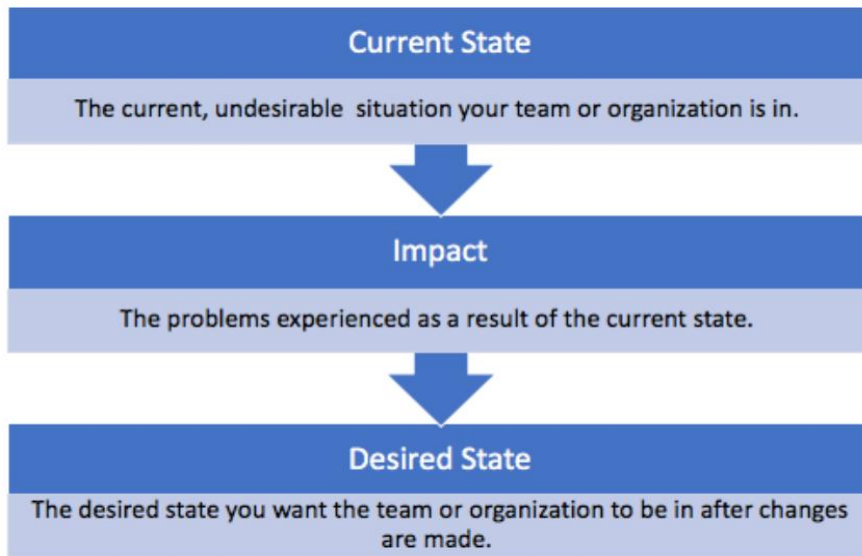 Current State
The current, undesirable  situation your team or organization is in.
Impact
The problems experienced as a result of the current state.
Desired State
The desired state you want the team or organization to be in after changes
are made.